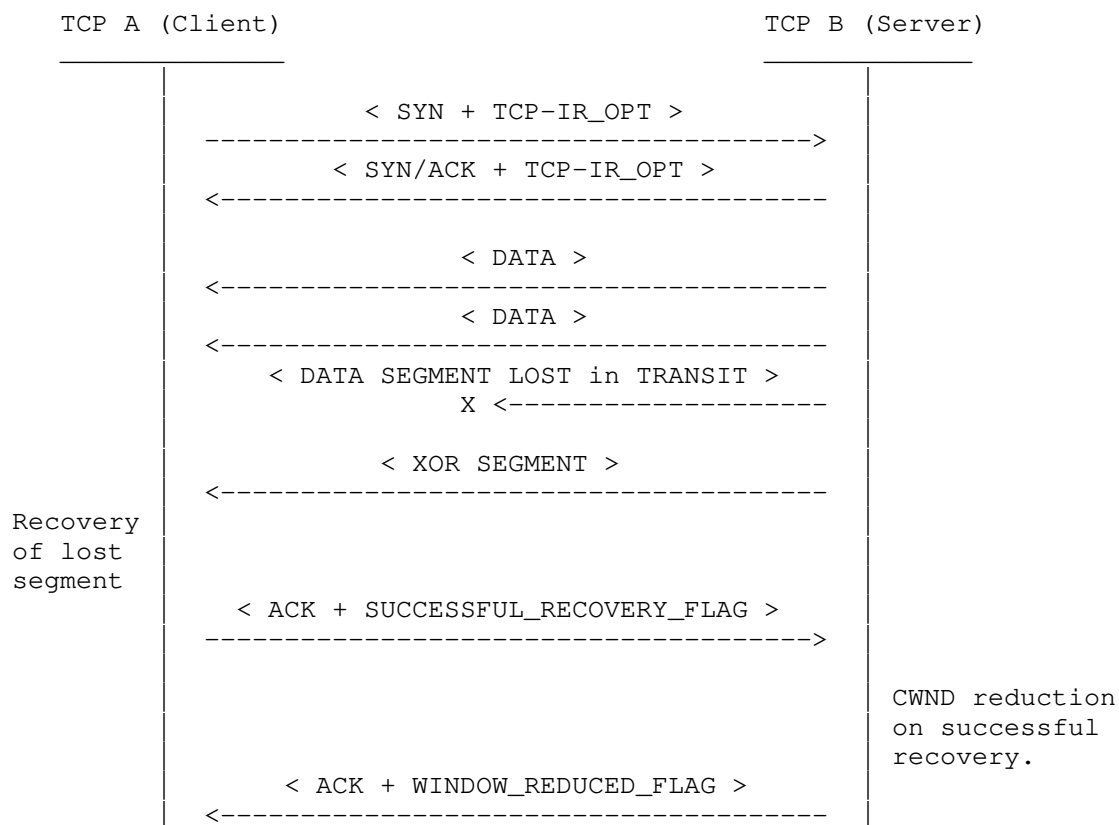 TCP A (Client) TCP B (Server)
< SYN + TCP-IR_OPT >
------------------------------------->
< SYN/ACK + TCP-IR_OPT >
<-------------------------------------
< DATA >
<-------------------------------------
< DATA >
<-------------------------------------
< DATA SEGMENT LOST in TRANSIT >
X <--------------------
< XOR SEGMENT >
<-------------------------------------
Recovery
of lost
segment
< ACK + SUCCESSFUL_RECOVERY_FLAG >
------------------------------------->
CWND reduction
on successful
recovery.
< ACK + WINDOW_REDUCED_FLAG >
<-------------------------------------